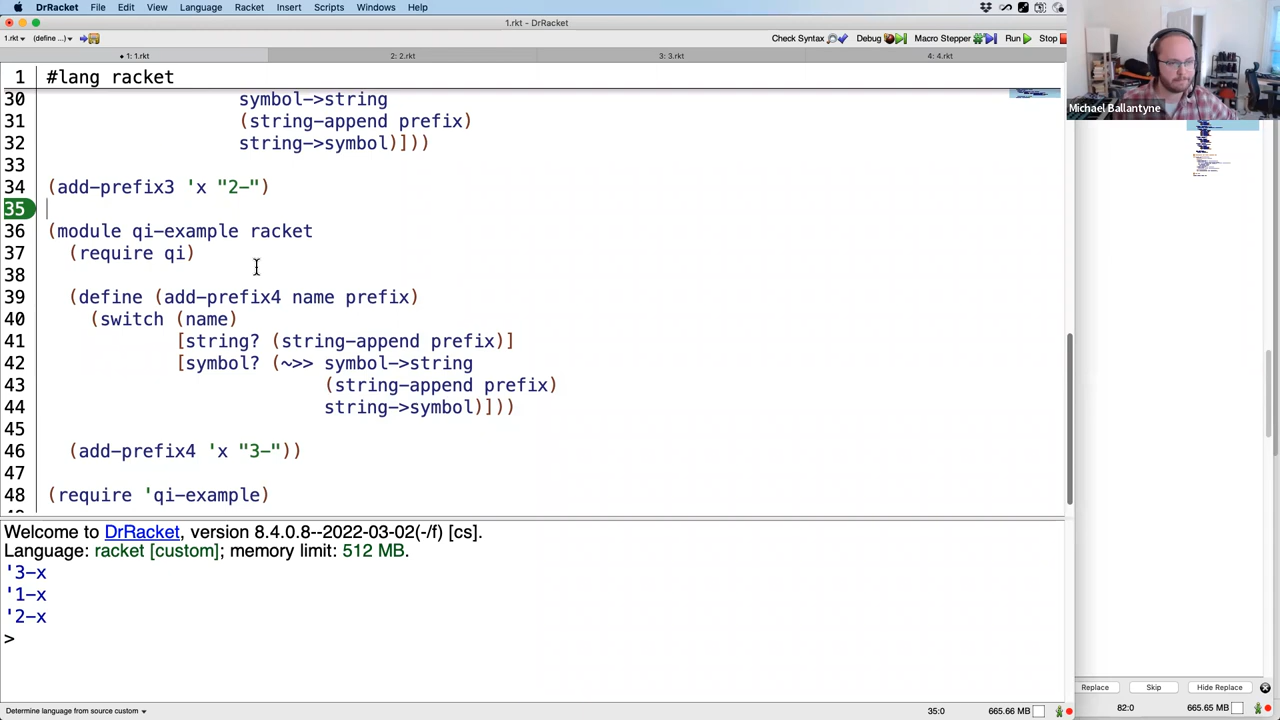 DrRacket File Edit View Language Racket Insert Scripts Windows Help
1.rkt - DrRacket
1.rkt (define ...) Check Syntax Debug Macro Stepper Run Stop
1: 1.rkt 2: 2.rkt 3: 3.rkt 4: 4.rkt
Michael Ballantyne
1 #lang racket
30 symbol->string
31 (string-append prefix)
32 string->symbol)]))
33
34 (add-prefix3 'x "2-")
35
36 (module qi-example racket
37 (require qi)
38
39 (define (add-prefix4 name prefix)
40 (switch (name)
41 [string? (string-append prefix)]
42 [symbol? (~>> symbol->string
43 (string-append prefix)
44 string->symbol)]))
45
46 (add-prefix4 'x "3-"))
47
48 (require 'qi-example)
Welcome to DrRacket, version 8.4.0.8--2022-03-02(-/f) [cs].
Language: racket [custom]; memory limit: 512 MB.
'3-x
'1-x
'2-x
>
Replace Skip Hide Replace
Determine language from source custom 35:0 665.66 MB
82:0 665.65 MB